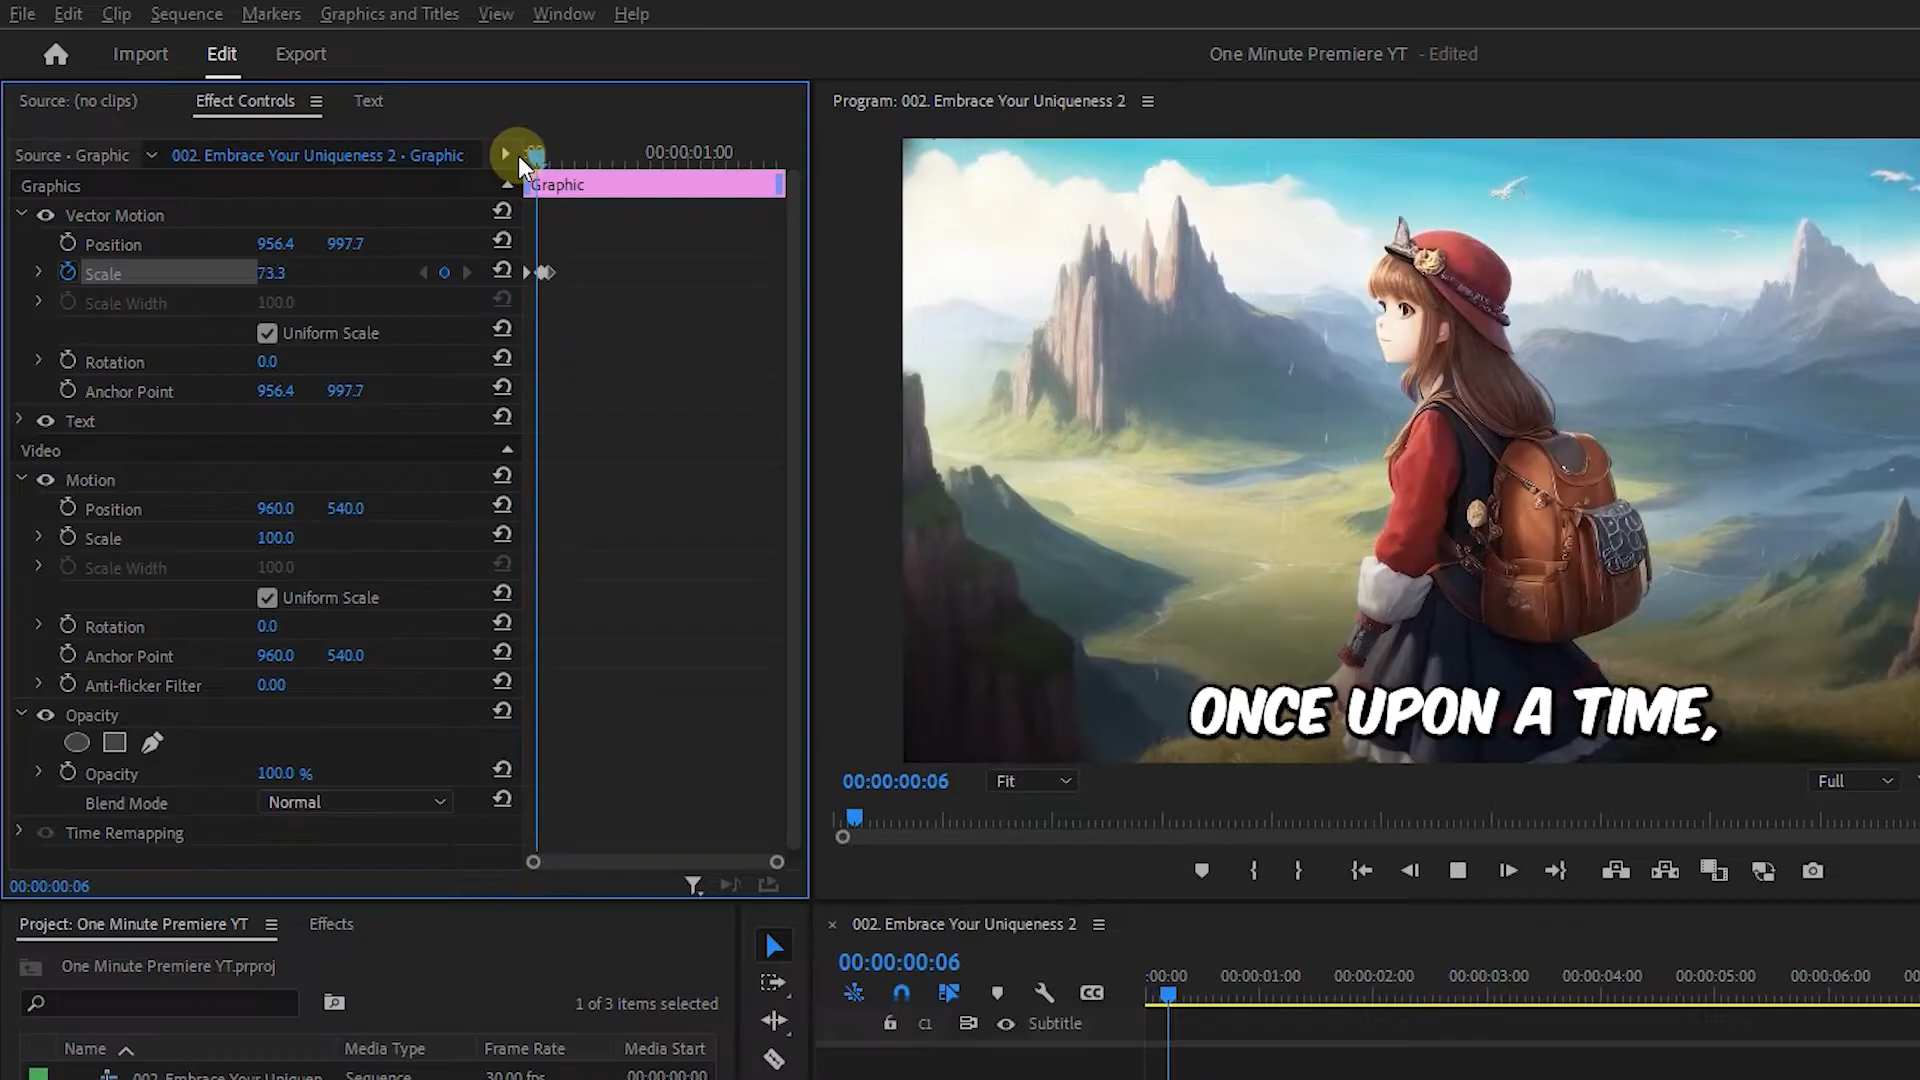 File Edit Clip Sequence Markers Graphics and Titles View Window Help
Import Edit Export
One Minute Premiere YT - Edited
Source: (no clips) Effect Controls Text
Program: 002. Embrace Your Uniqueness 2
Source • Graphic 002. Embrace Your Uniqueness 2 • Graphic
00:00:01:00
Graphics
Graphic
Vector Motion
Position 956.4 997.7
Scale 73.3
Scale Width 100.0
Uniform Scale
Rotation 0.0
Anchor Point 956.4 997.7
Text
Video
Motion
Position 960.0 540.0
Scale 100.0
Scale Width 100.0
Uniform Scale
Rotation 0.0
Anchor Point 960.0 540.0
Anti-flicker Filter 0.00
Opacity
Opacity 100.0 %
Blend Mode Normal
Time Remapping
00:00:00:06
ONCE UPON A TIME,
00:00:00:06 Fit Full
Project: One Minute Premiere YT Effects
One Minute Premiere YT.prproj
1 of 3 items selected
Name Media Type Frame Rate Media Start
002. Embrace Your Uniquen Sequence 30.00 fps 00:00:00:00
002. Embrace Your Uniqueness 2
00:00:00:06
:00:00 00:00:01:00 00:00:02:00 00:00:03:00 00:00:04:00 00:00:05:00 00:00:06:00
C1 Subtitle